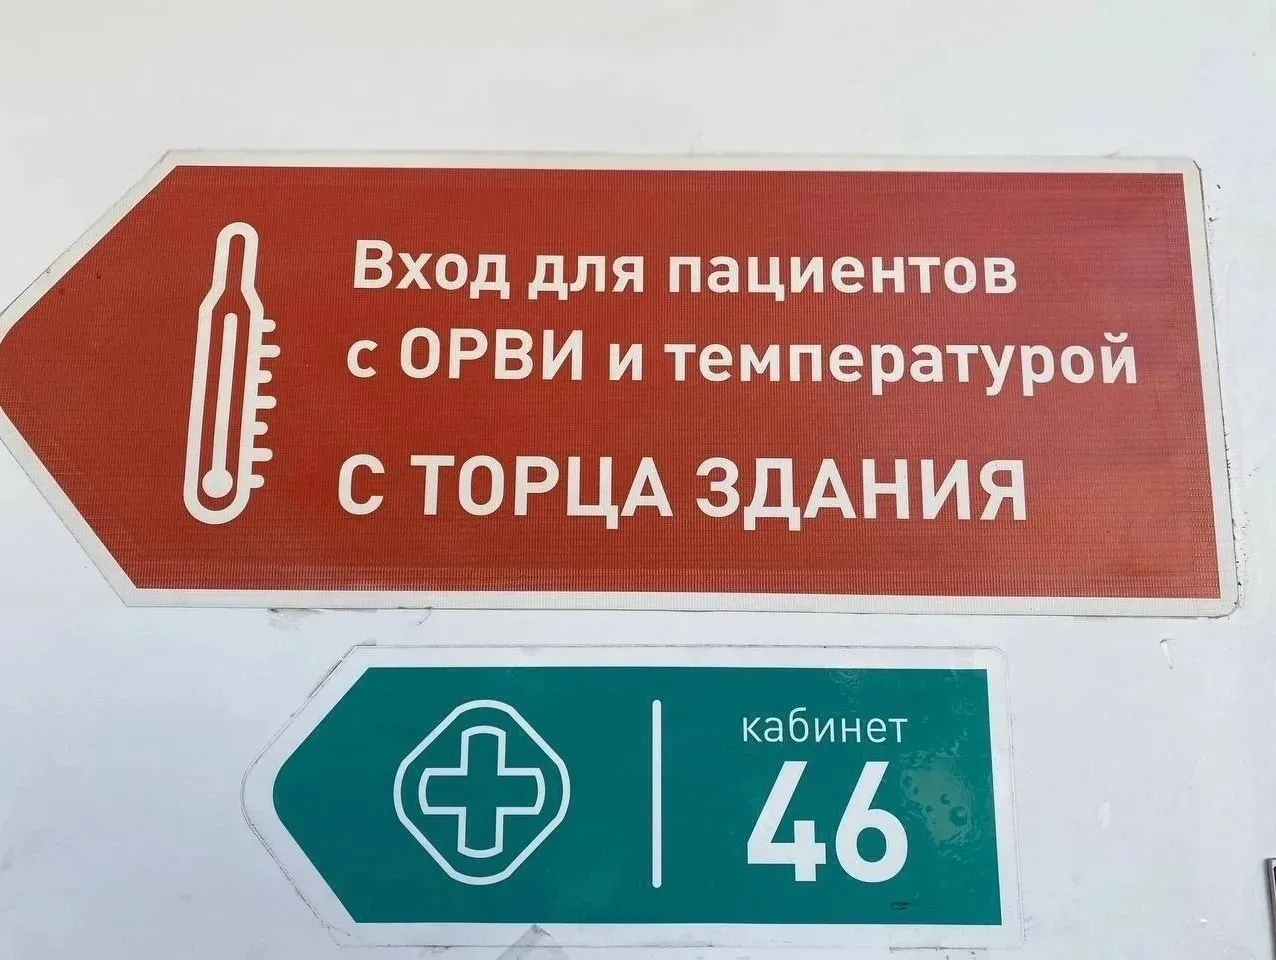 Вход для пациентов
с ОРВИ и температурой
С ТОРЦА ЗДАНИЯ
кабинет
46